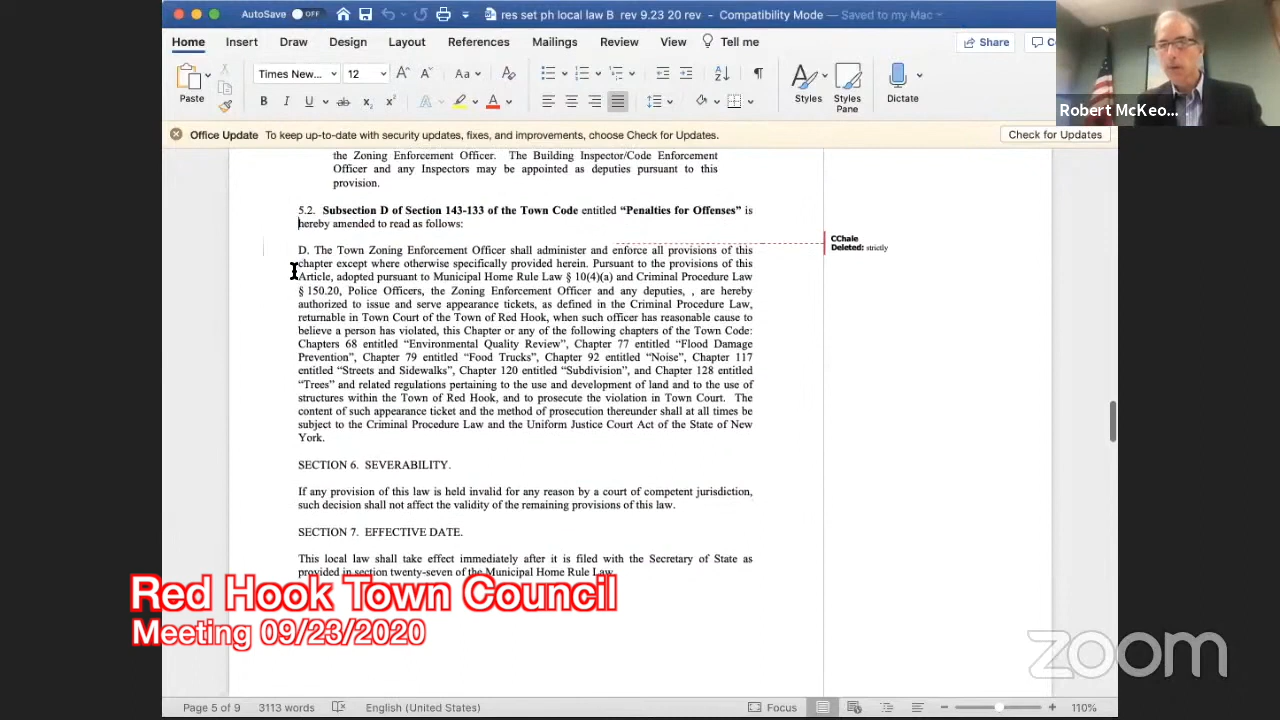 AutoSave OFF res set ph local law B rev 9.23 20 rev - Compatibility Mode — Saved to my Mac
Home Insert Draw Design Layout References Mailings Review View Tell me Share Co
Paste Times New... 12 Aa Styles Styles Pane Dictate
Office Update To keep up-to-date with security updates, fixes, and improvements, choose Check for Updates. Check for Updates
Robert McKeo...
the Zoning Enforcement Officer. The Building Inspector/Code Enforcement
Officer and any Inspectors may be appointed as deputies pursuant to this
provision.
5.2. Subsection D of Section 143-133 of the Town Code entitled “Penalties for Offenses” is
hereby amended to read as follows:
CChale
Deleted: strictly
D. The Town Zoning Enforcement Officer shall administer and enforce all provisions of this
chapter except where otherwise specifically provided herein. Pursuant to the provisions of this
Article, adopted pursuant to Municipal Home Rule Law § 10(4)(a) and Criminal Procedure Law
§ 150.20, Police Officers, the Zoning Enforcement Officer and any deputies, , are hereby
authorized to issue and serve appearance tickets, as defined in the Criminal Procedure Law,
returnable in Town Court of the Town of Red Hook, when such officer has reasonable cause to
believe a person has violated, this Chapter or any of the following chapters of the Town Code:
Chapters 68 entitled “Environmental Quality Review”, Chapter 77 entitled “Flood Damage
Prevention”, Chapter 79 entitled “Food Trucks”, Chapter 92 entitled “Noise”, Chapter 117
entitled “Streets and Sidewalks”, Chapter 120 entitled “Subdivision”, and Chapter 128 entitled
“Trees” and related regulations pertaining to the use and development of land and to the use of
structures within the Town of Red Hook, and to prosecute the violation in Town Court. The
content of such appearance ticket and the method of prosecution thereunder shall at all times be
subject to the Criminal Procedure Law and the Uniform Justice Court Act of the State of New
York.
SECTION 6. SEVERABILITY.
If any provision of this law is held invalid for any reason by a court of competent jurisdiction,
such decision shall not affect the validity of the remaining provisions of this law.
SECTION 7. EFFECTIVE DATE.
This local law shall take effect immediately after it is filed with the Secretary of State as
provided in section twenty-seven of the Municipal Home Rule Law.
Red Hook Town Council
Meeting 09/23/2020
zoom
Page 5 of 9 3113 words English (United States) Focus 110%